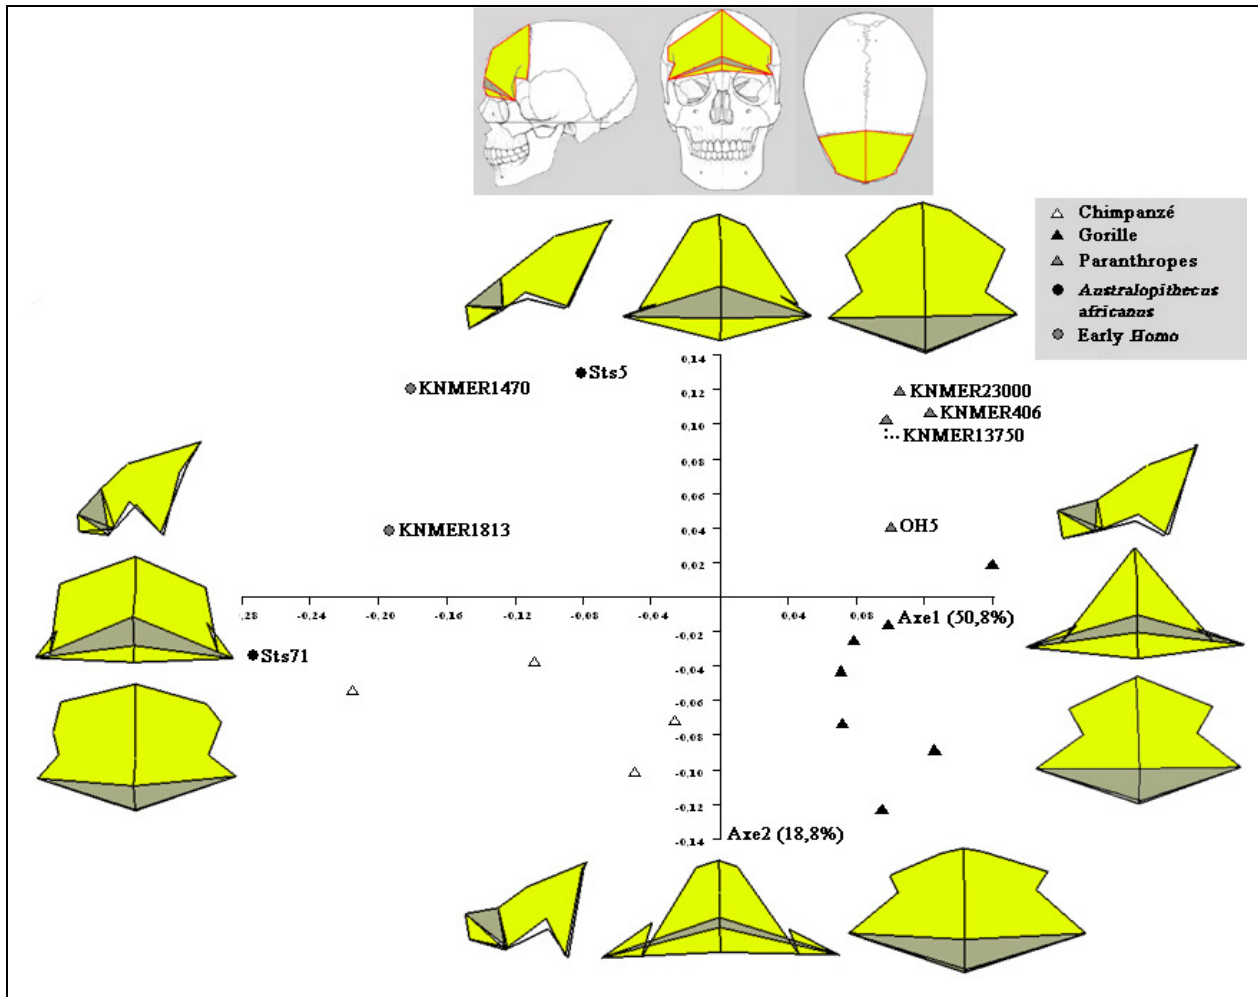 Chimpanzé
Gorille
Paranthropes
Australopithecus
africanus
Early Homo
0,14
Sts5
KNMER1470
0,12
KNMER23000
KNMER406
0,10
KNMER13750
0,08
0,06
KNMER1813
0,04
OH5
0,02
,28 -0,24 -0,20 -0,16 -0,12 -0,08 -0,04 0,04 0,08
Axe1 (50,8%)
-0,02
Sts71
-0,04
-0,06
-0,08
-0,10
-0,12
Axe2 (18,8%)
-0,14